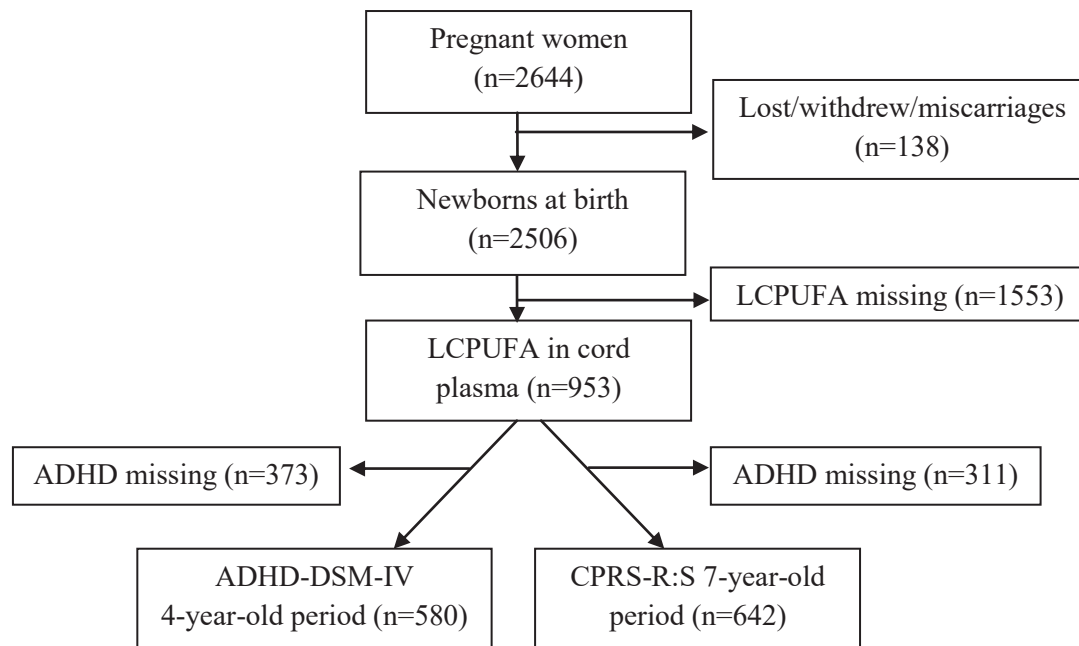 Pregnant women
(n=2644)
Lost/withdrew/miscarriages
(n=138)
Newborns at birth
(n=2506)
LCPUFA missing (n=1553)
LCPUFA in cord
plasma (n=953)
ADHD missing (n=373)
ADHD missing (n=311)
ADHD-DSM-IV
4-year-old period (n=580)
CPRS-R:S 7-year-old
period (n=642)